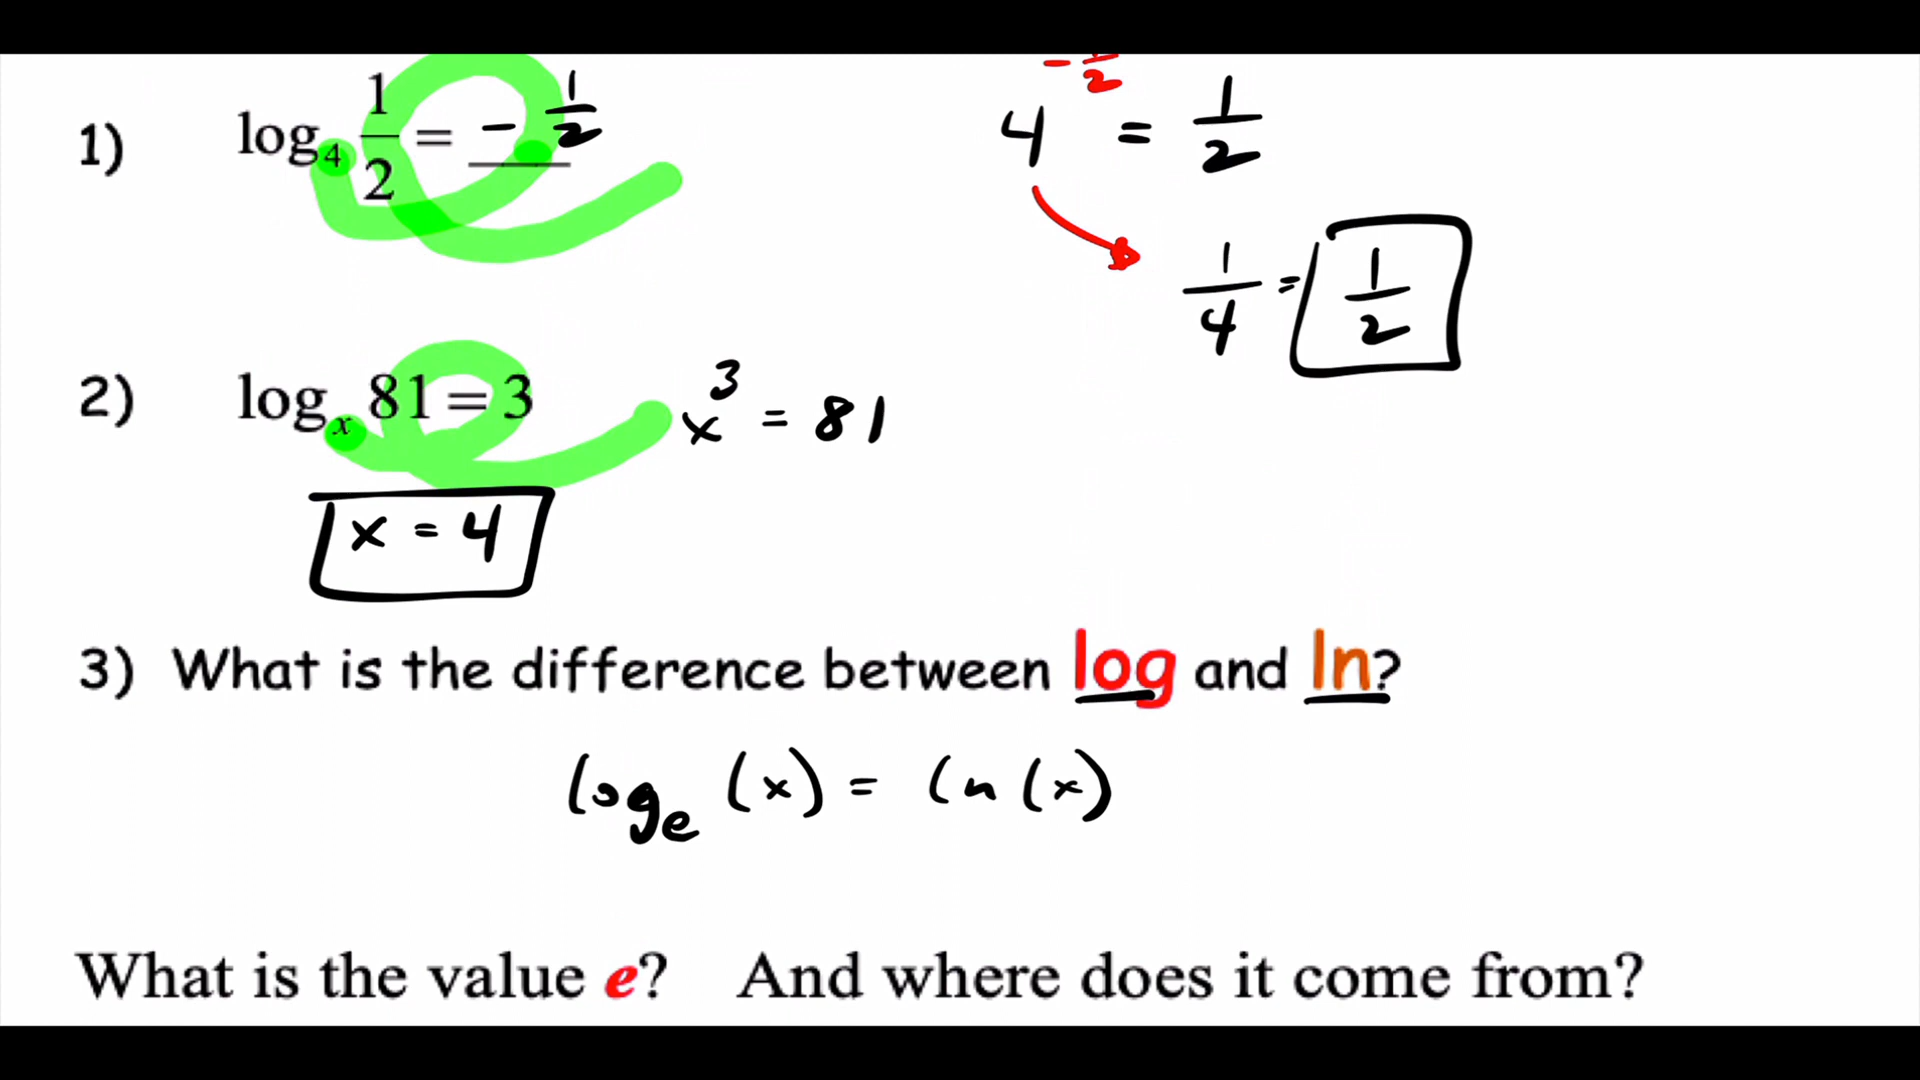 1) log₄ 1/2 = - 1/2
4^(-1/2) = 1/2
1/4 = 1/2
2) logₓ 81 = 3
x³ = 81
x = 4
3) What is the difference between log and ln?
logₑ (x) = ln (x)
What is the value e? And where does it come from?